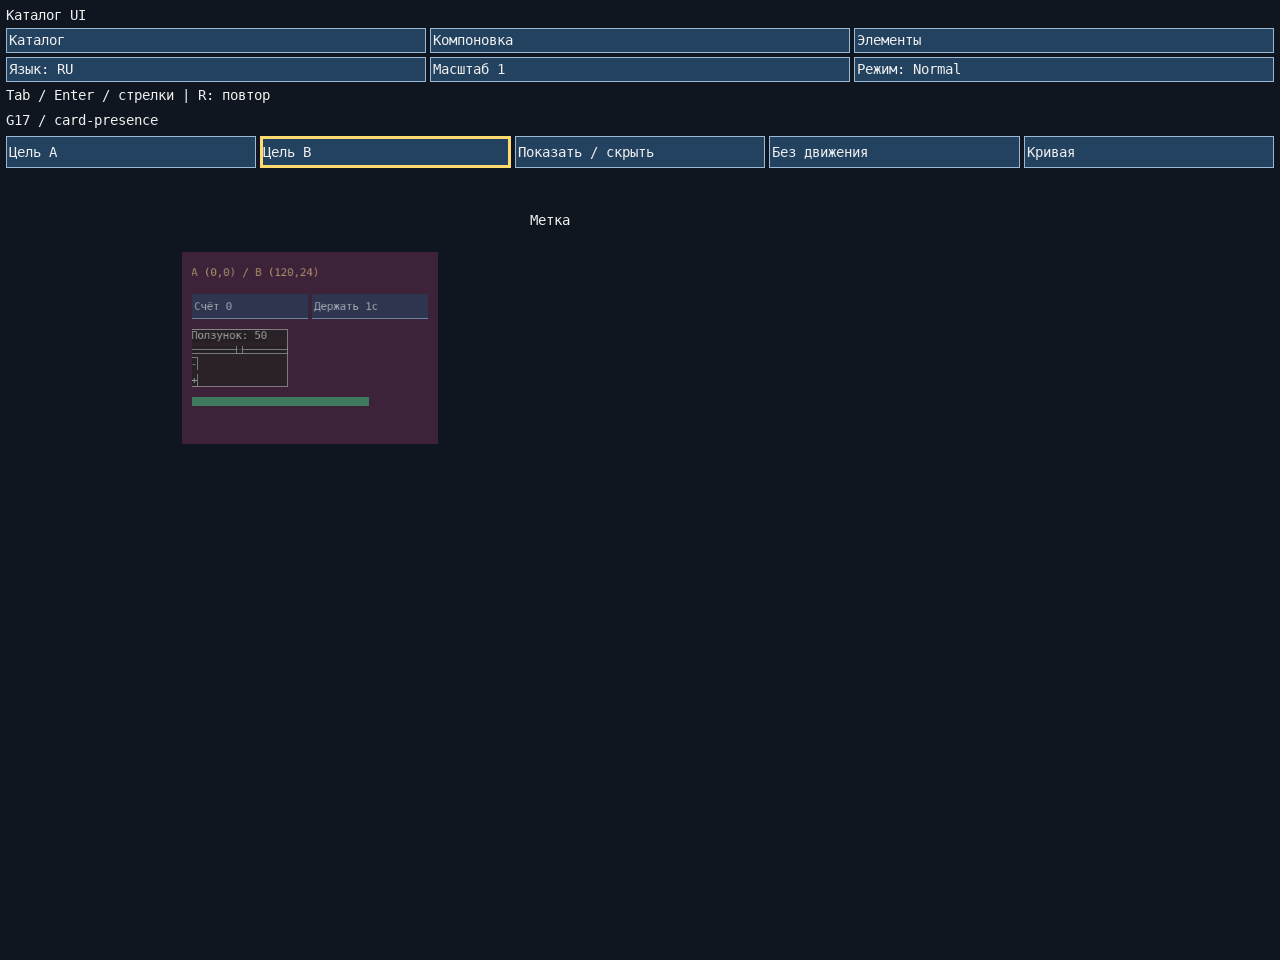 Каталог UI
Каталог
Компоновка
Элементы
Язык: RU
Масштаб 1
Режим: Normal
Tab / Enter / стрелки | R: повтор
G17 / card-presence
Цель A
Цель B
Показать / скрыть
Без движения
Кривая
Метка
A (0,0) / B (120,24)
Счёт 0
Держать 1с
Ползунок: 50
-
+